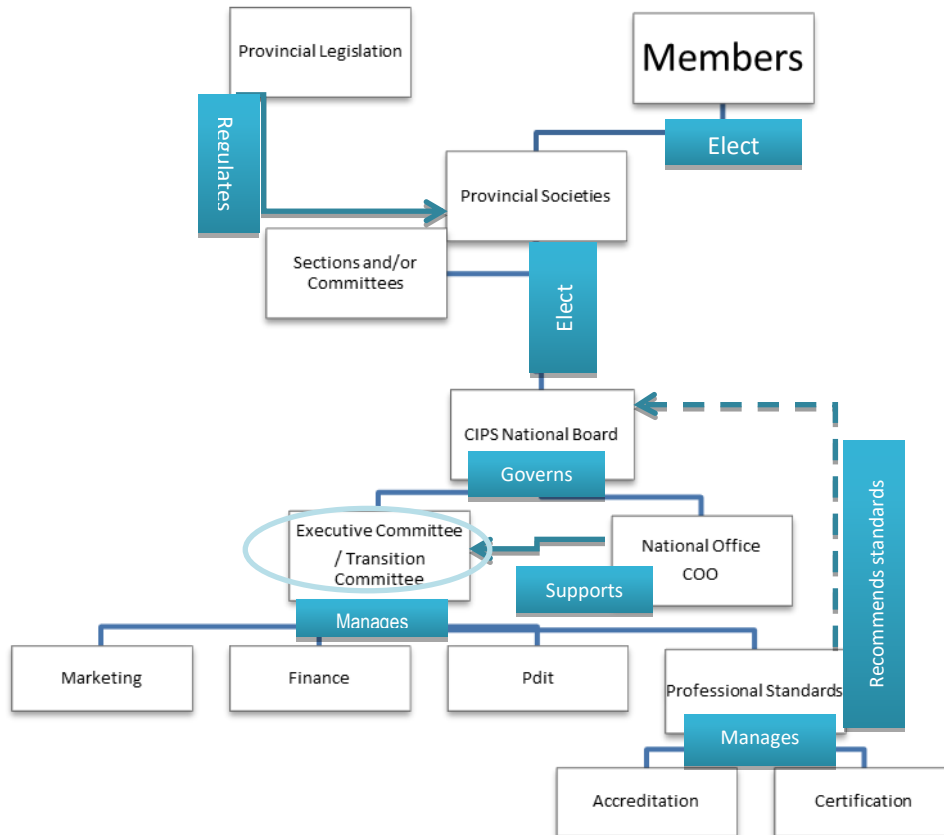 Provincial Legislation
Members
Regulates
Elect
Provincial Societies
Sections and/or
Committees
Elect
CIPS National Board
Governs
Executive Committee
/ Transition
Committee
National Office
COO
Supports
Recommends standards
Manages
Marketing
Finance
Pdit
Professional Standards
Manages
Accreditation
Certification